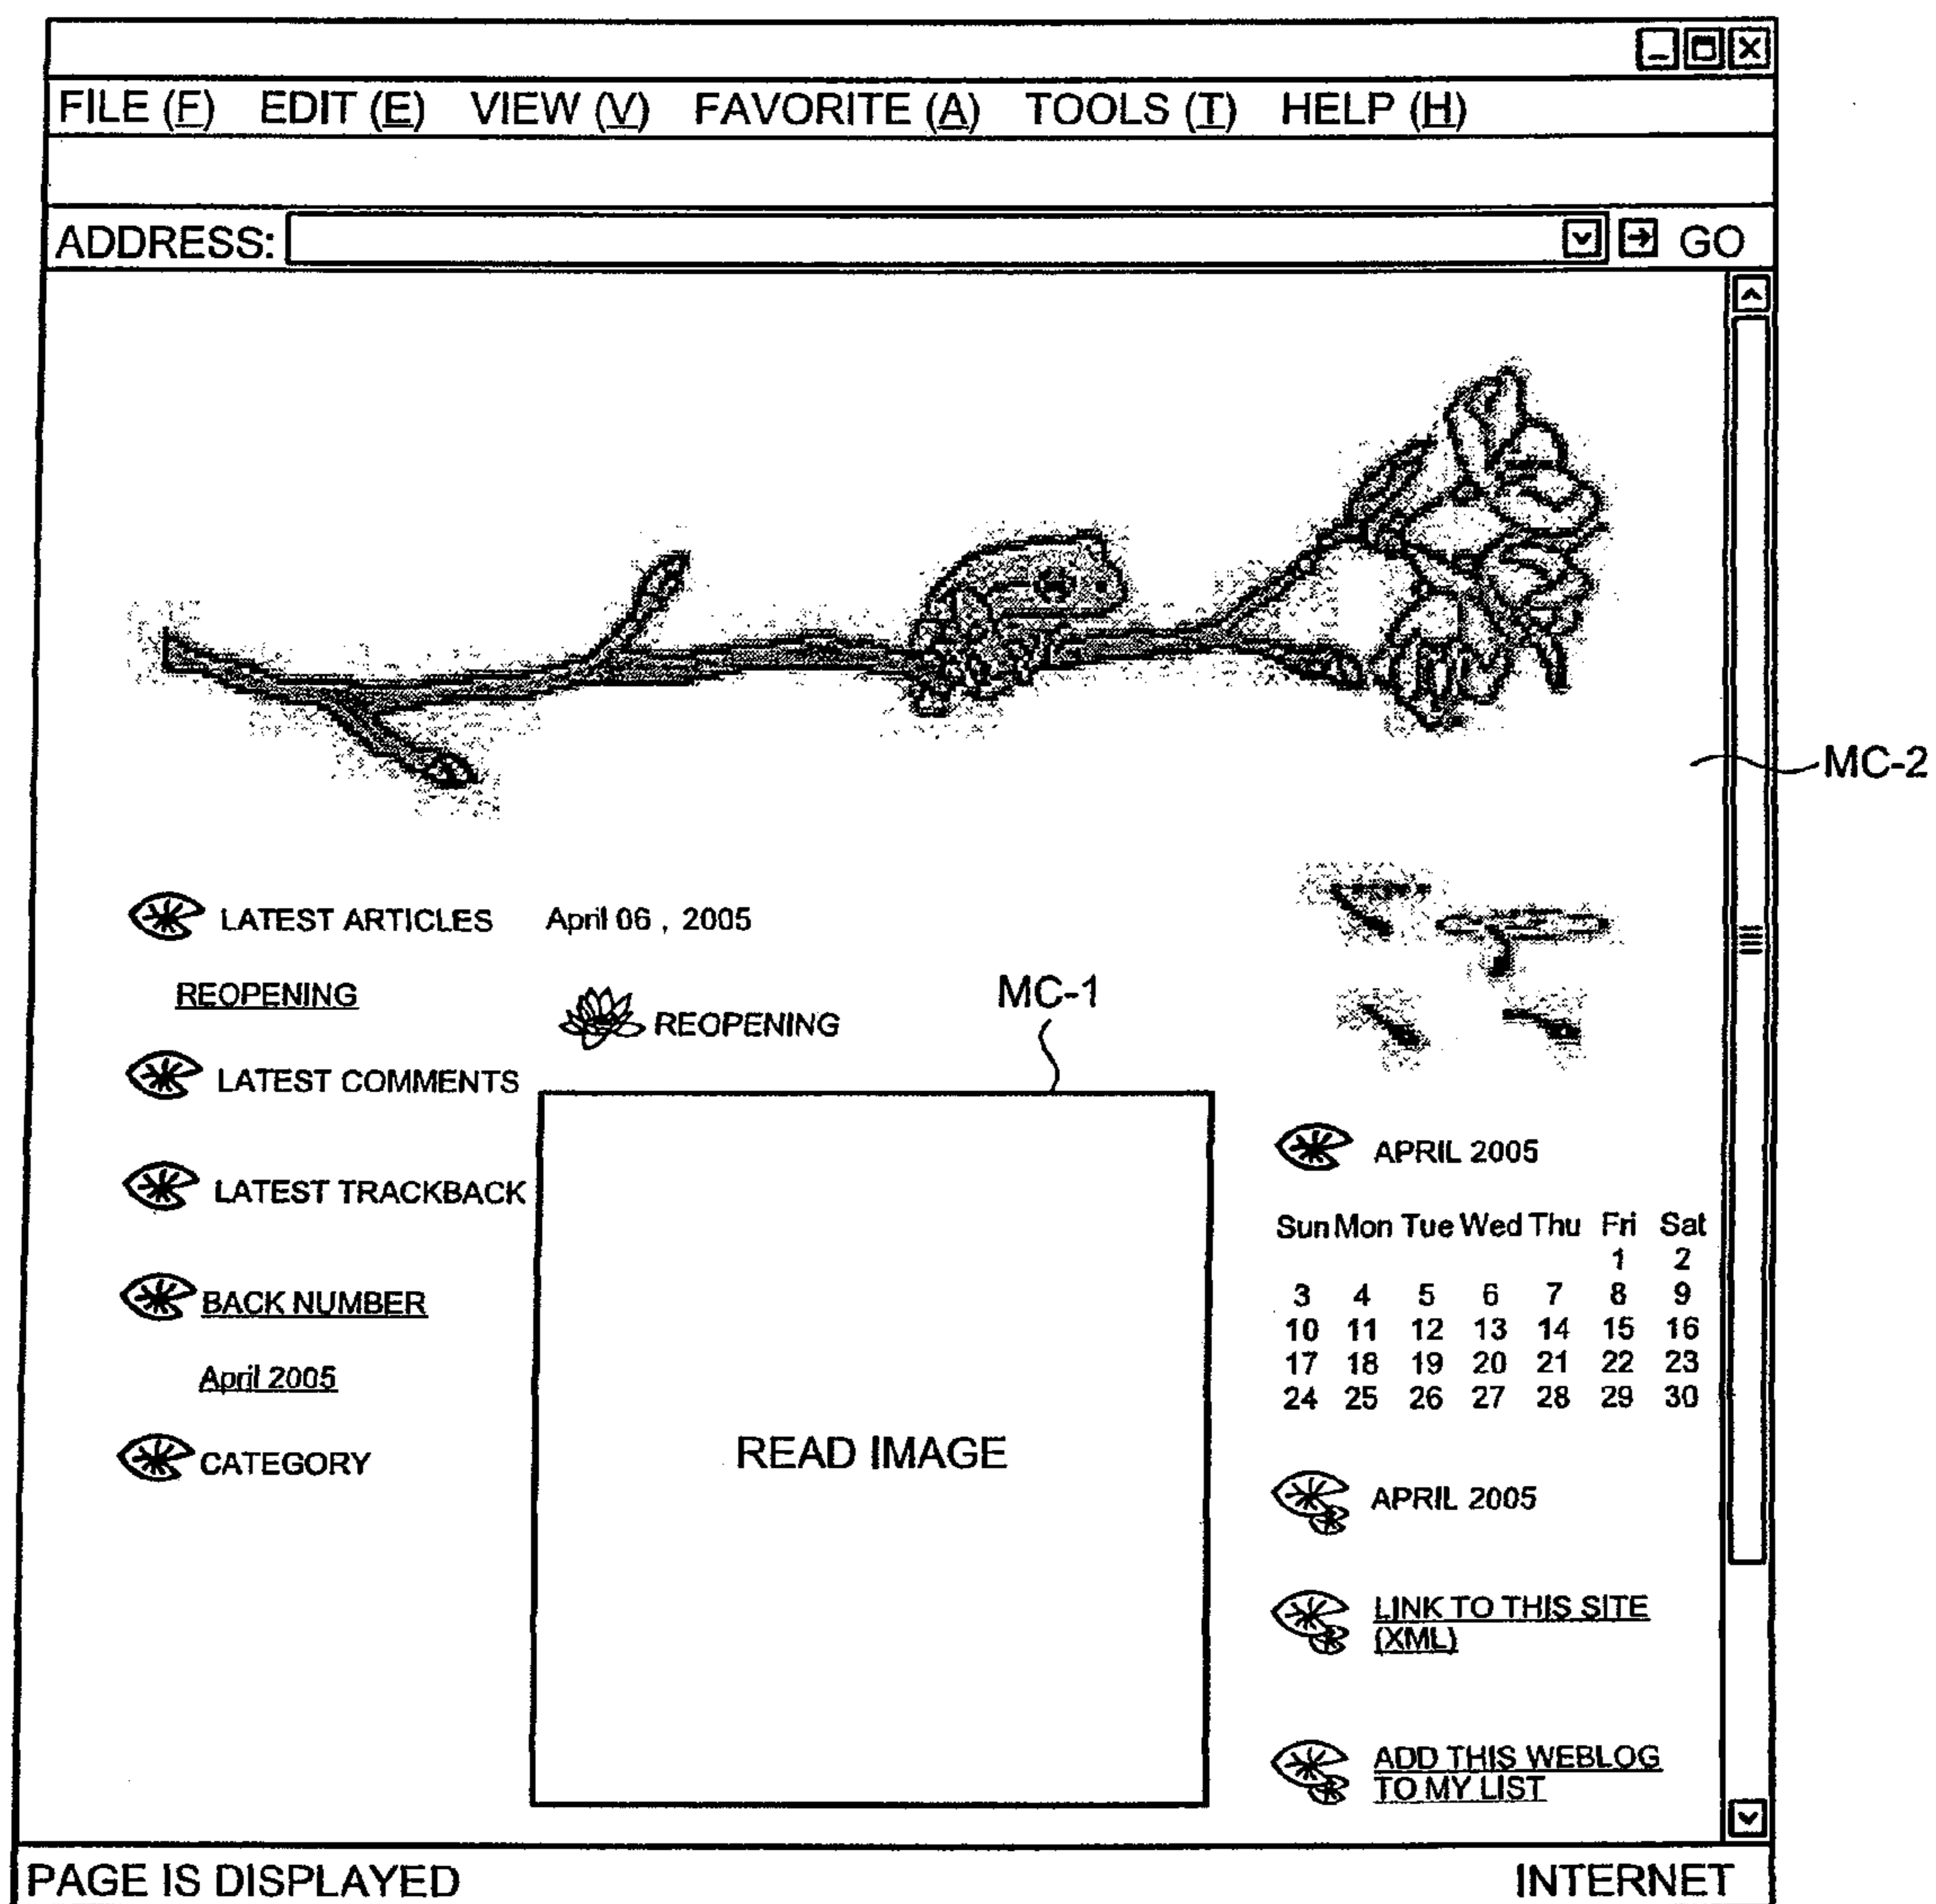 FILE (F) EDIT (E) VIEW (V) FAVORITE (A) TOOLS (T) HELP (H)
ADDRESS: GO
MC-2
LATEST ARTICLES
REOPENING
LATEST COMMENTS
LATEST TRACKBACK
BACK NUMBER
April 2005
CATEGORY
April 06 , 2005
REOPENING
MC-1
READ IMAGE
APRIL 2005
Sun Mon Tue Wed Thu Fri Sat
1 2
3 4 5 6 7 8 9
10 11 12 13 14 15 16
17 18 19 20 21 22 23
24 25 26 27 28 29 30
APRIL 2005
LINK TO THIS SITE
(XML)
ADD THIS WEBLOG
TO MY LIST
PAGE IS DISPLAYED INTERNET